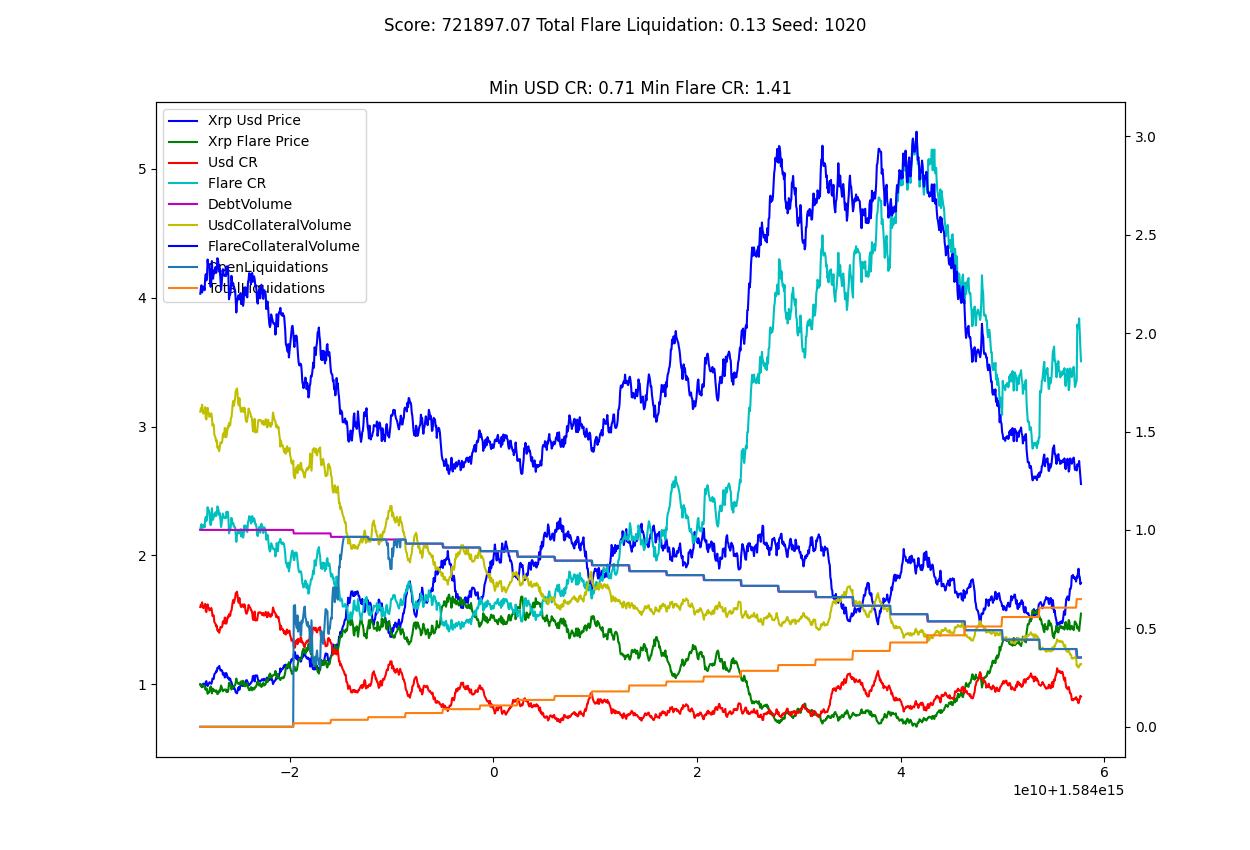 Score: 721897.07 Total Flare Liquidation: 0.13 Seed: 1020
Min USD CR: 0.71 Min Flare CR: 1.41
Xrp Usd Price
Xrp Flare Price
Usd CR
Flare CR
DebtVolume
UsdCollateralVolume
FlareCollateralVolume
OpenLiquidations
TotalLiquidations
5
4
3
2
1
3.0
2.5
2.0
1.5
1.0
0.5
0.0
−2
0
2
4
6
1e10+1.584e15